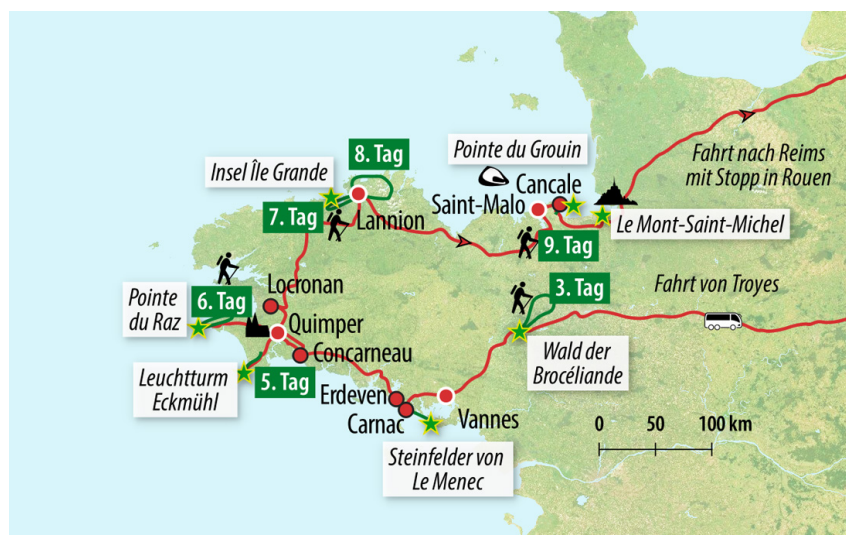 8. Tag
Insel Île Grande
Pointe du Grouin
Fahrt nach Reims
mit Stopp in Rouen
Cancale
Saint-Malo
7. Tag
Lannion
Le Mont-Saint-Michel
9. Tag
Locronan
3. Tag
Fahrt von Troyes
Pointe
du Raz
6. Tag
Quimper
Concarneau
Wald der
Brocéliande
Leuchtturm
Eckmühl
5. Tag
Erdeven
Carnac
Vannes
0 50 100 km
Steinfelder von
Le Menec